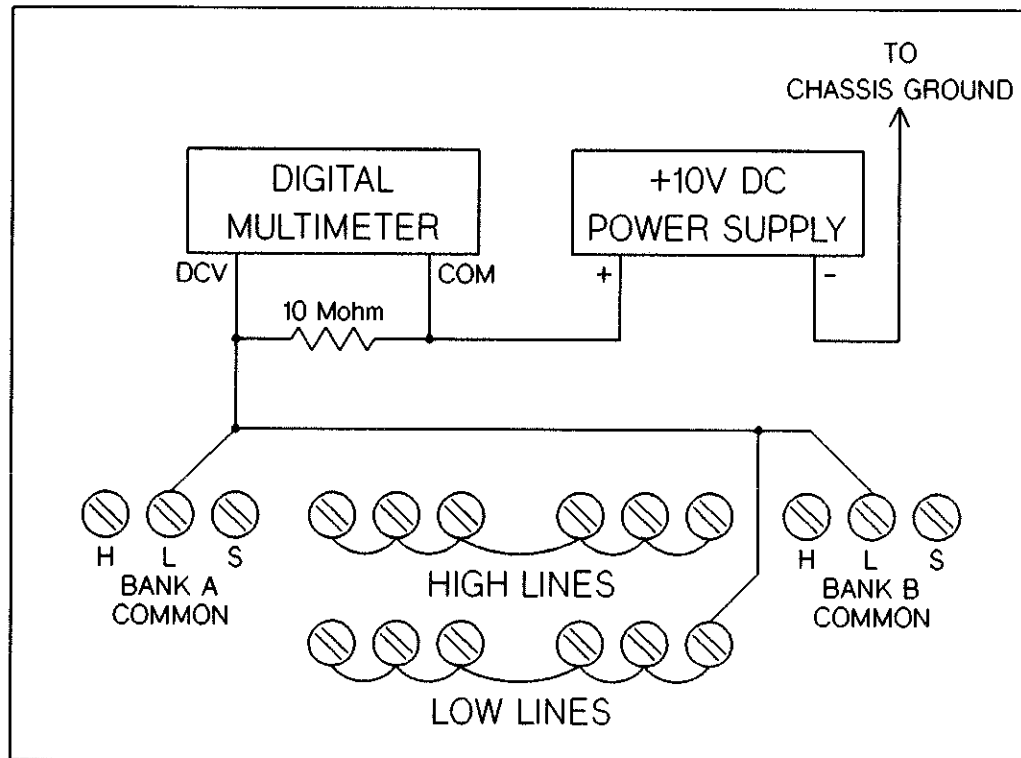 TO
CHASSIS GROUND
DIGITAL
MULTIMETER
+10V DC
POWER SUPPLY
DCV
COM
+
-
10 Mohm
H L S
BANK A
COMMON
HIGH LINES
H L S
BANK B
COMMON
LOW LINES